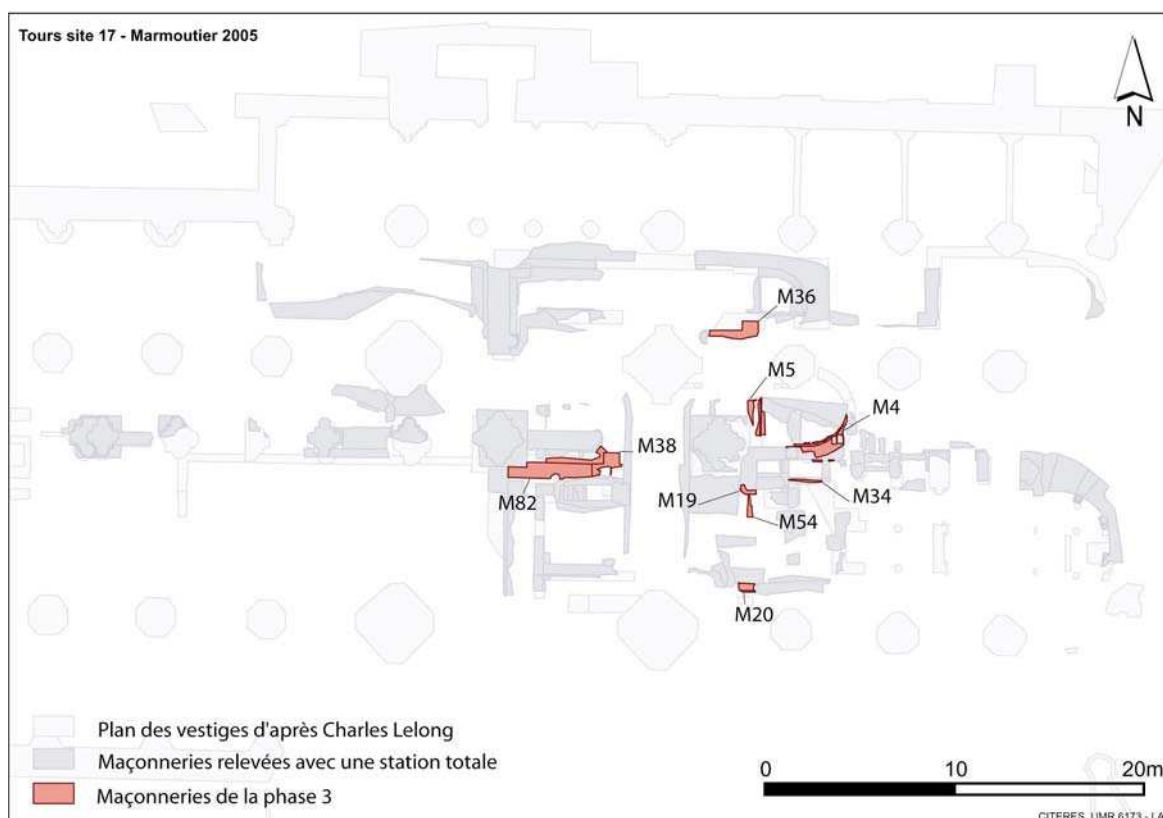 Tours site 17 - Marmoutier 2005
N
M36
M5
M4
M38
M82
M19
M34
M54
M20
Plan des vestiges d'après Charles Lelong
Maçonneries relevées avec une station totale
Maçonneries de la phase 3
0 10 20m
CITERES UMR 6173 - LA